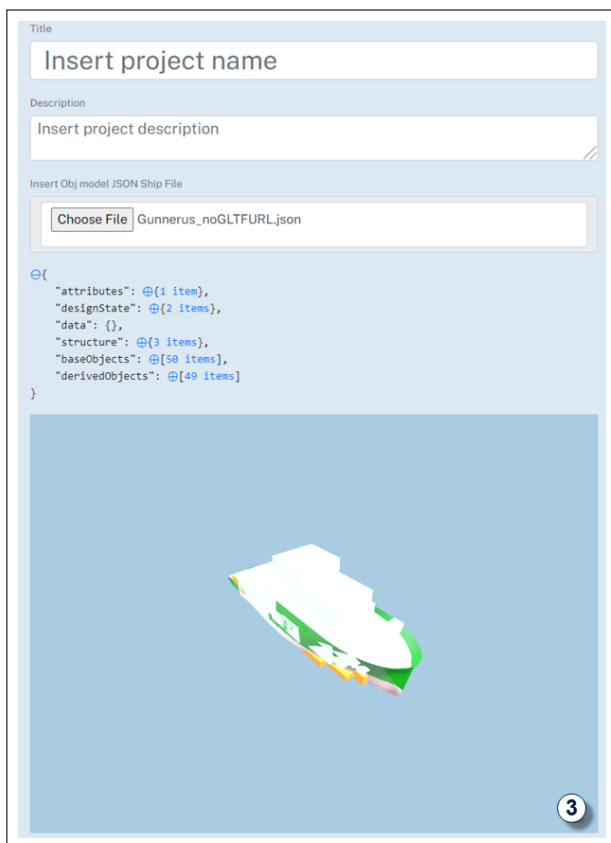 Title
Insert project name
Description
Insert project description
Insert Obj model JSON Ship File
Choose File Gunnerus_noGLTFURL.json
⊖{
"attributes": ⊕{1 item},
"designState": ⊕{2 items},
"data": {},
"structure": ⊕{3 items},
"baseObjects": ⊕[50 items],
"derivedObjects": ⊕[49 items]
}
3